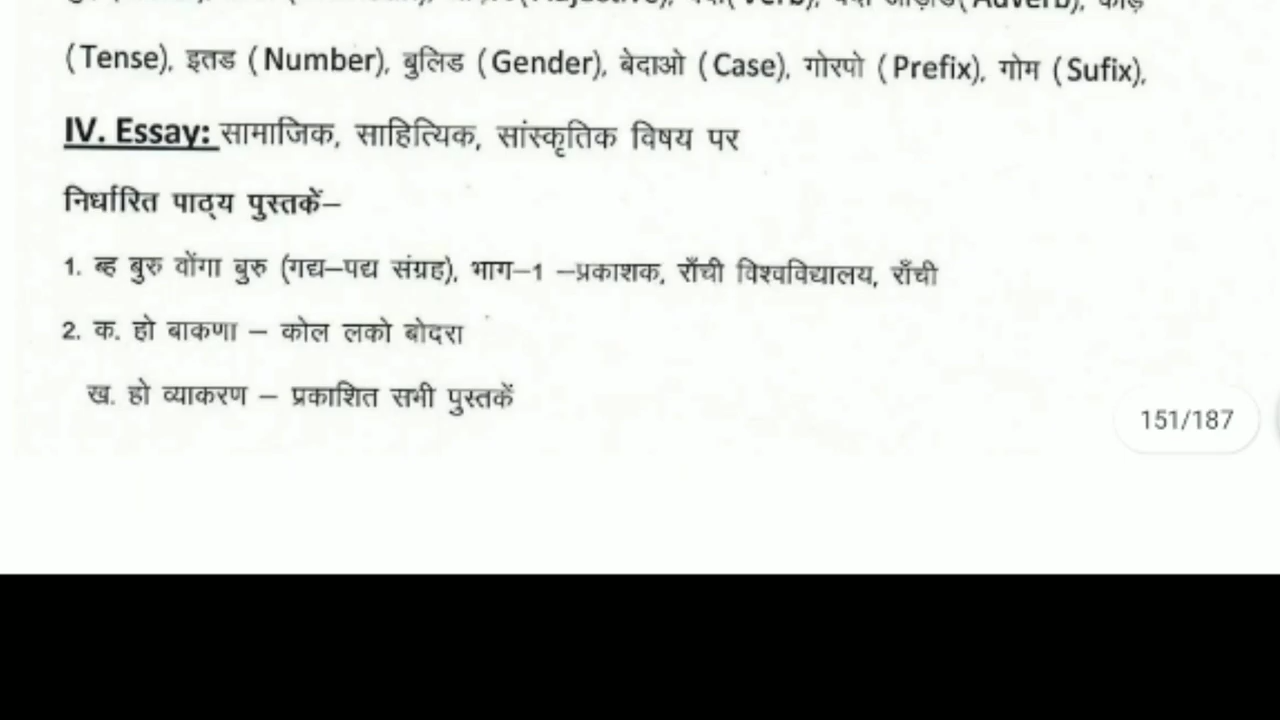 (Tense), इतड (Number), बुलिड (Gender), बेदाओ (Case), गोरपो (Prefix), गोम (Sufix),
IV. Essay: सामाजिक, साहित्यिक, सांस्कृतिक विषय पर
निर्धारित पाठ्य पुस्तकें–
1. ब्ह बुरु वोंगा बुरु (गद्य–पद्य संग्रह), भाग–1 –प्रकाशक, राँची विश्वविद्यालय, राँची
2. क. हो बाकणा – कोल लको बोदरा
ख. हो व्याकरण – प्रकाशित सभी पुस्तकें
151/187